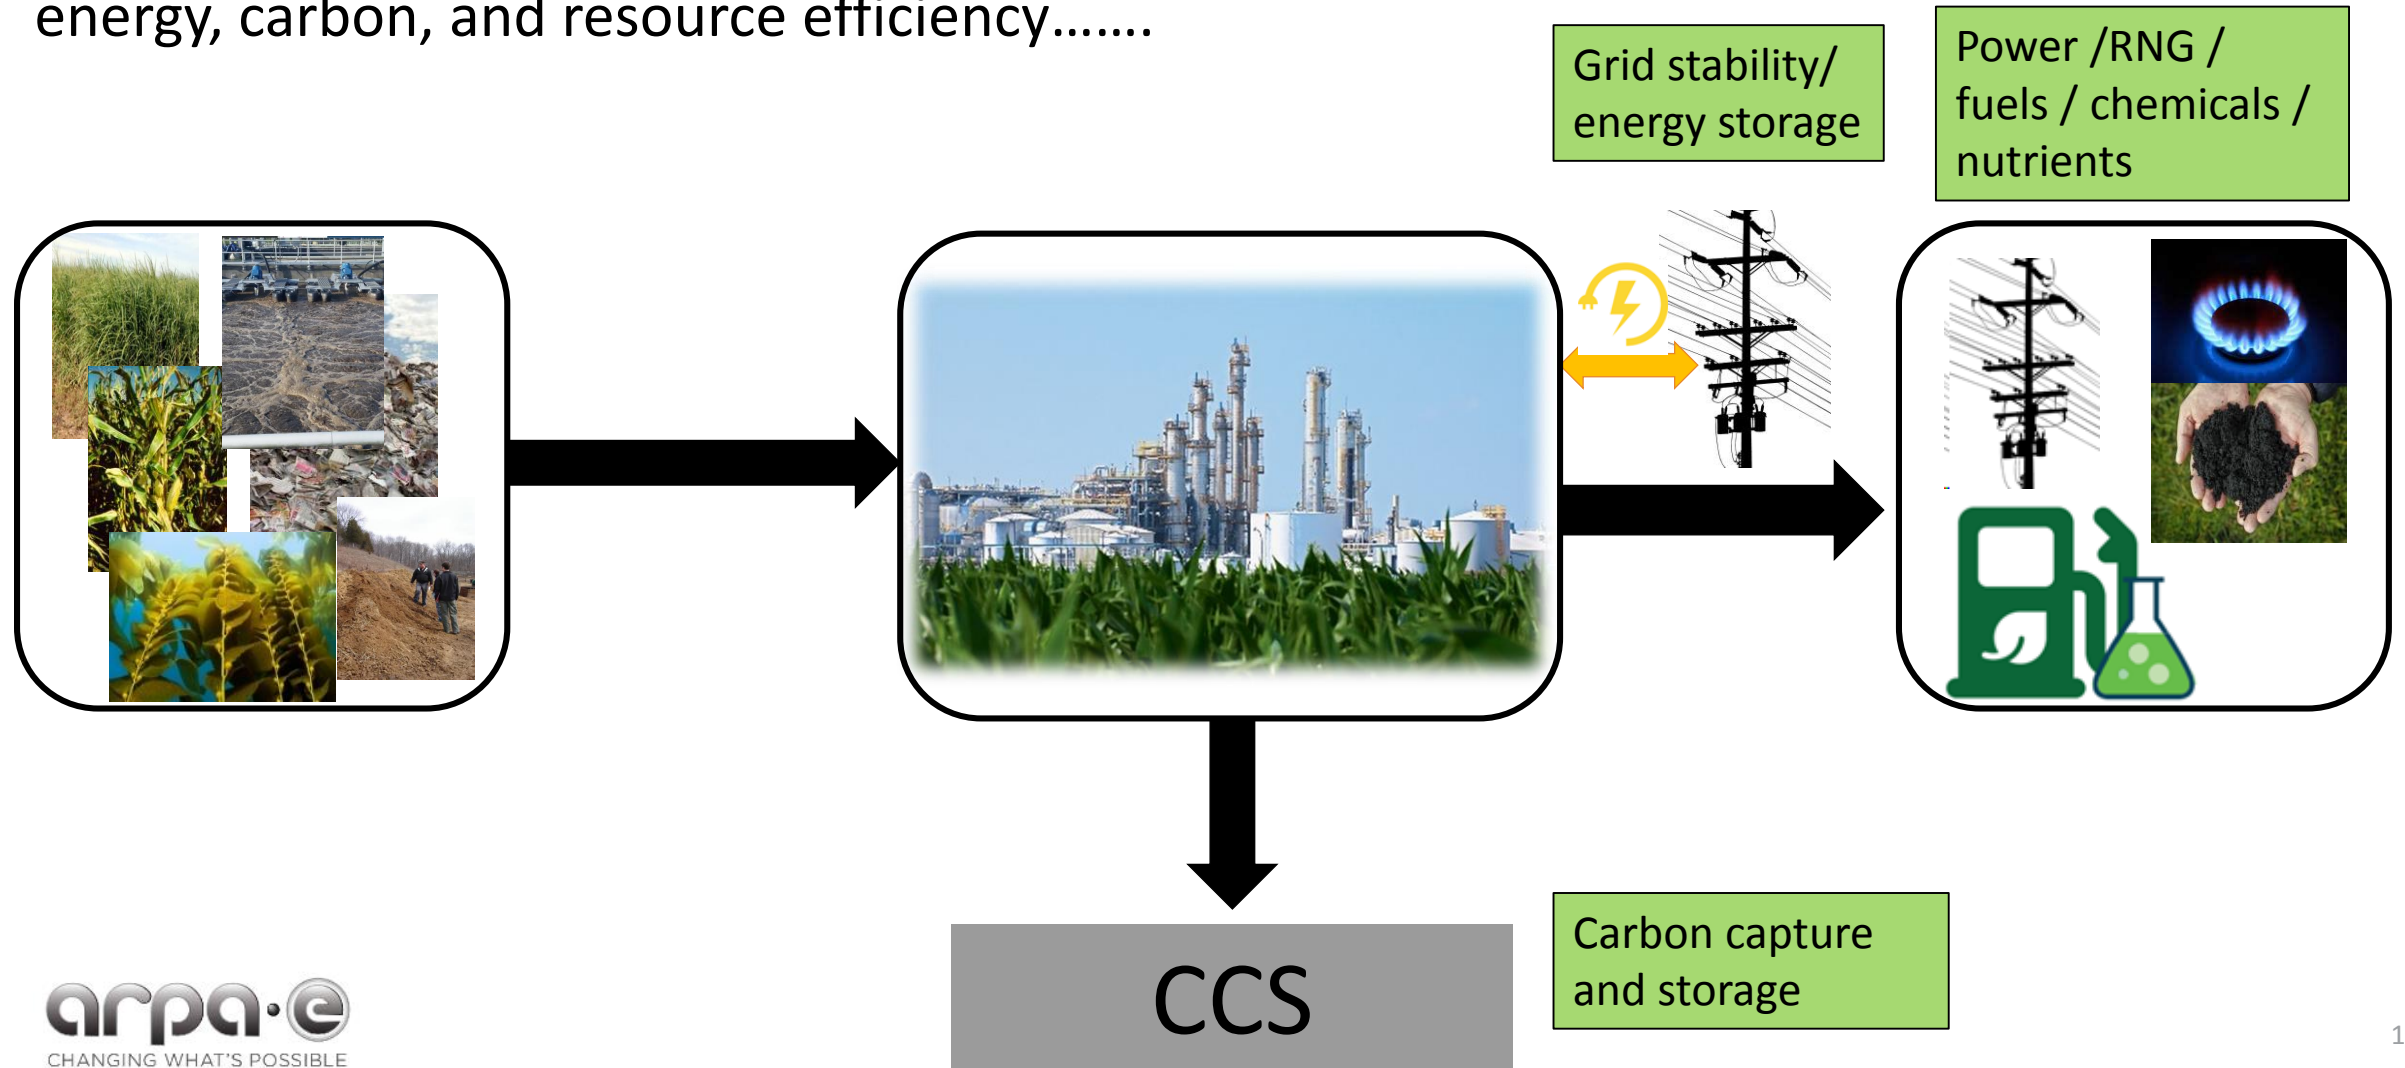 energy, carbon, and resource efficiency.......
Grid stability/
energy storage
Power /RNG /
fuels / chemicals /
nutrients
CCS
Carbon capture
and storage
arpa·e
CHANGING WHAT'S POSSIBLE
1